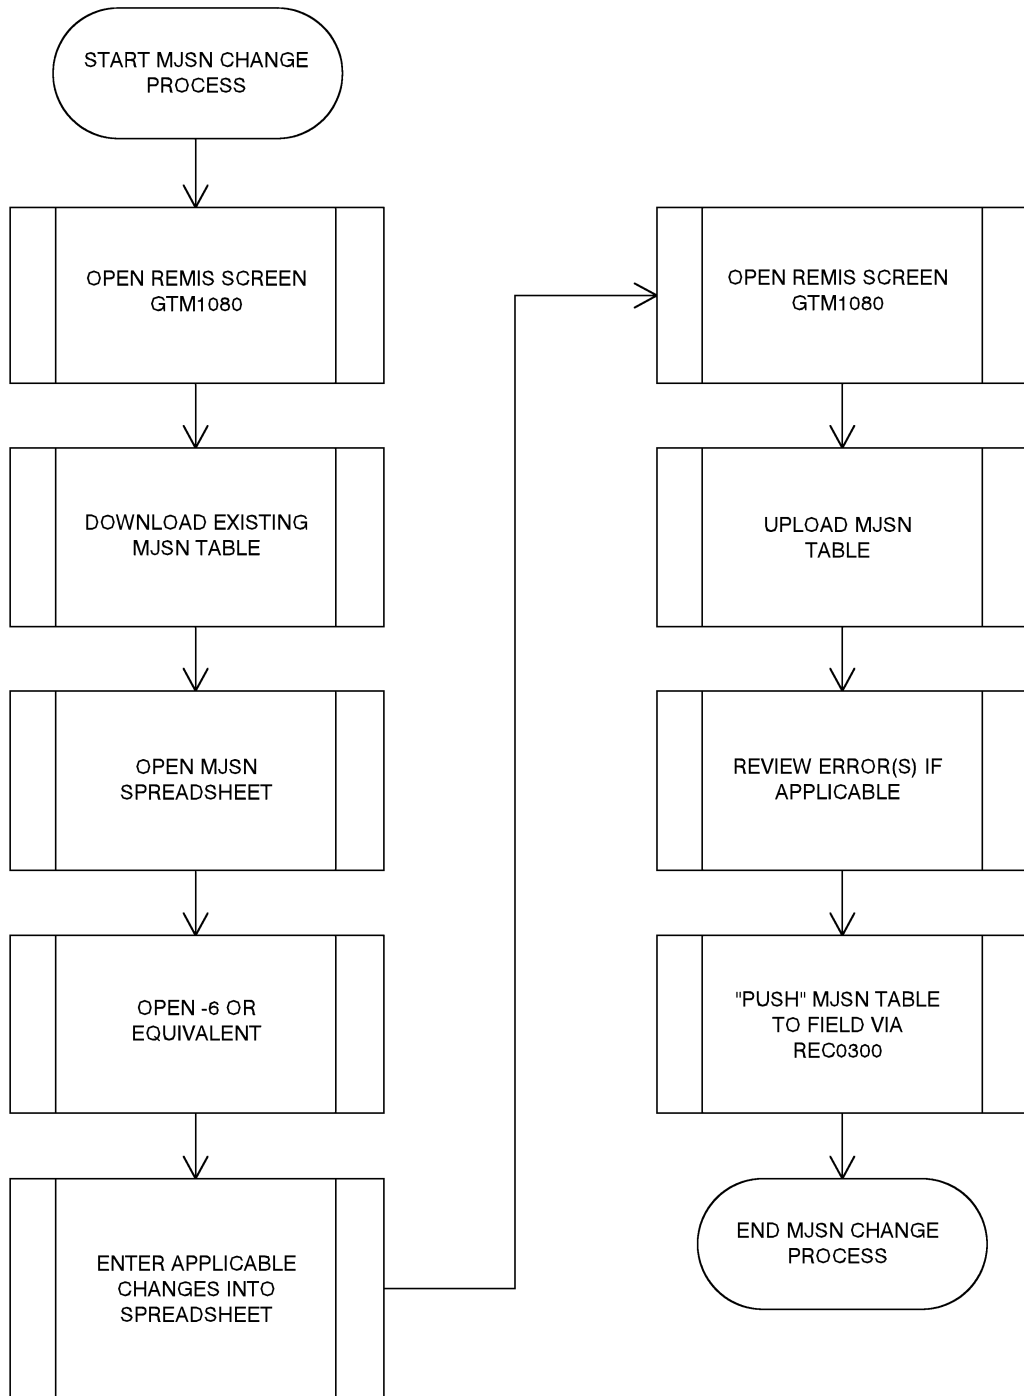 START MJSN CHANGE
PROCESS
OPEN REMIS SCREEN
GTM1080
DOWNLOAD EXISTING
MJSN TABLE
OPEN MJSN
SPREADSHEET
OPEN -6 OR
EQUIVALENT
ENTER APPLICABLE
CHANGES INTO
SPREADSHEET
OPEN REMIS SCREEN
GTM1080
UPLOAD MJSN
TABLE
REVIEW ERROR(S) IF
APPLICABLE
"PUSH" MJSN TABLE
TO FIELD VIA
REC0300
END MJSN CHANGE
PROCESS